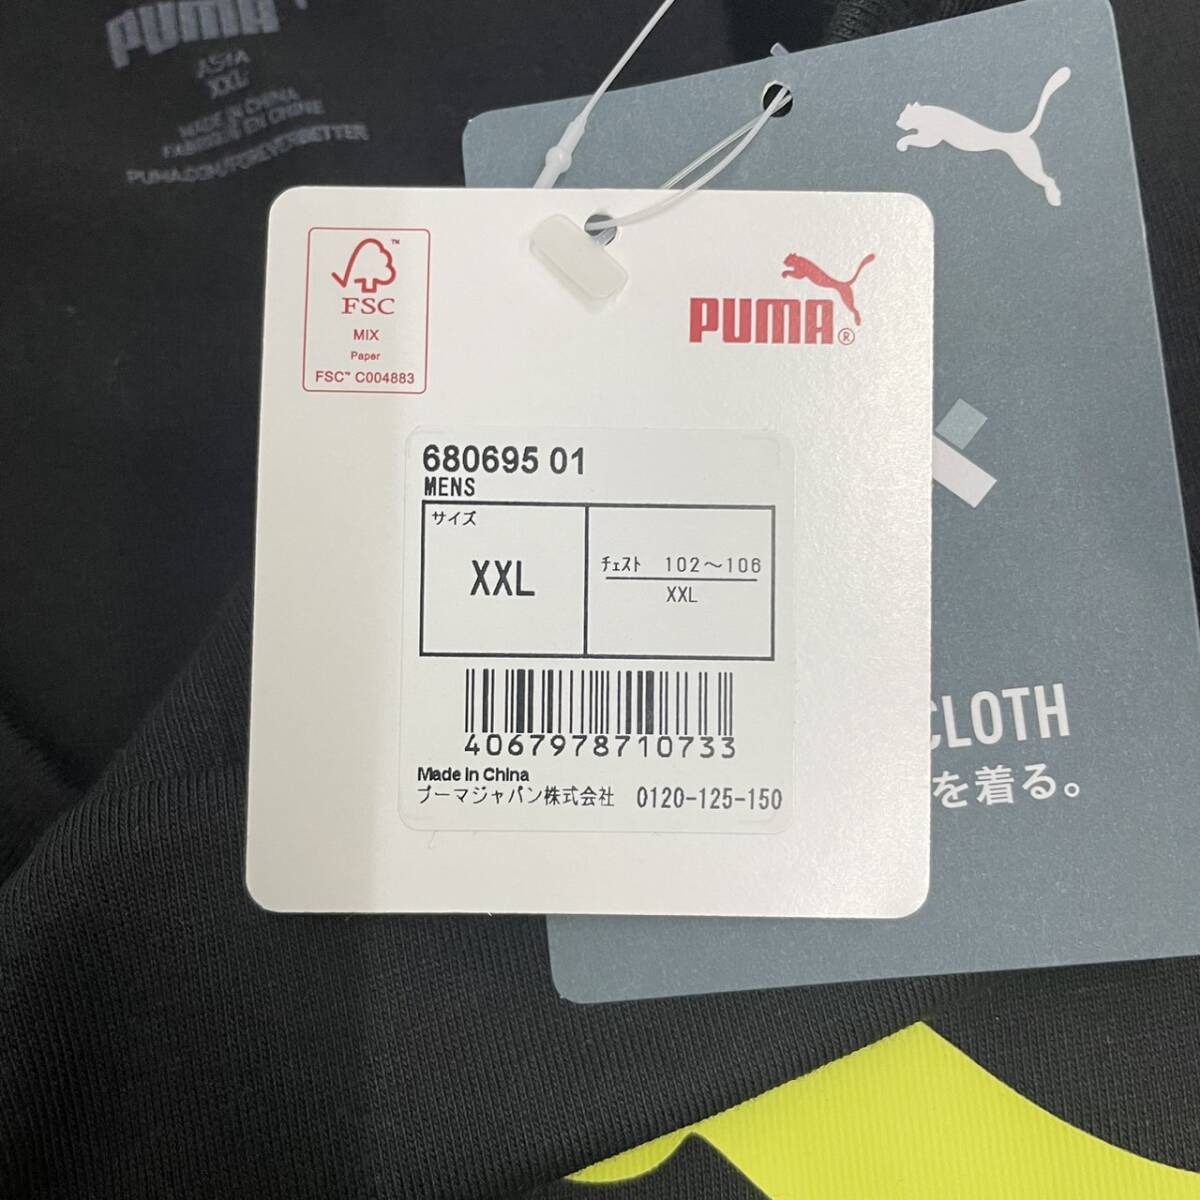 PUMA
ASIA
XXL
MADE IN CHINA
FABRIQUE EN CHINE
PUMA.COM/FOREVERBETTER
FSC™
MIX
Paper
FSC™ C004883
PUMA®
680695 01
MENS
サイズ
XXL
チェスト 102～106
XXL
4067978710733
Made in China
プーマジャパン株式会社 0120-125-150
CLOTH
を着る。